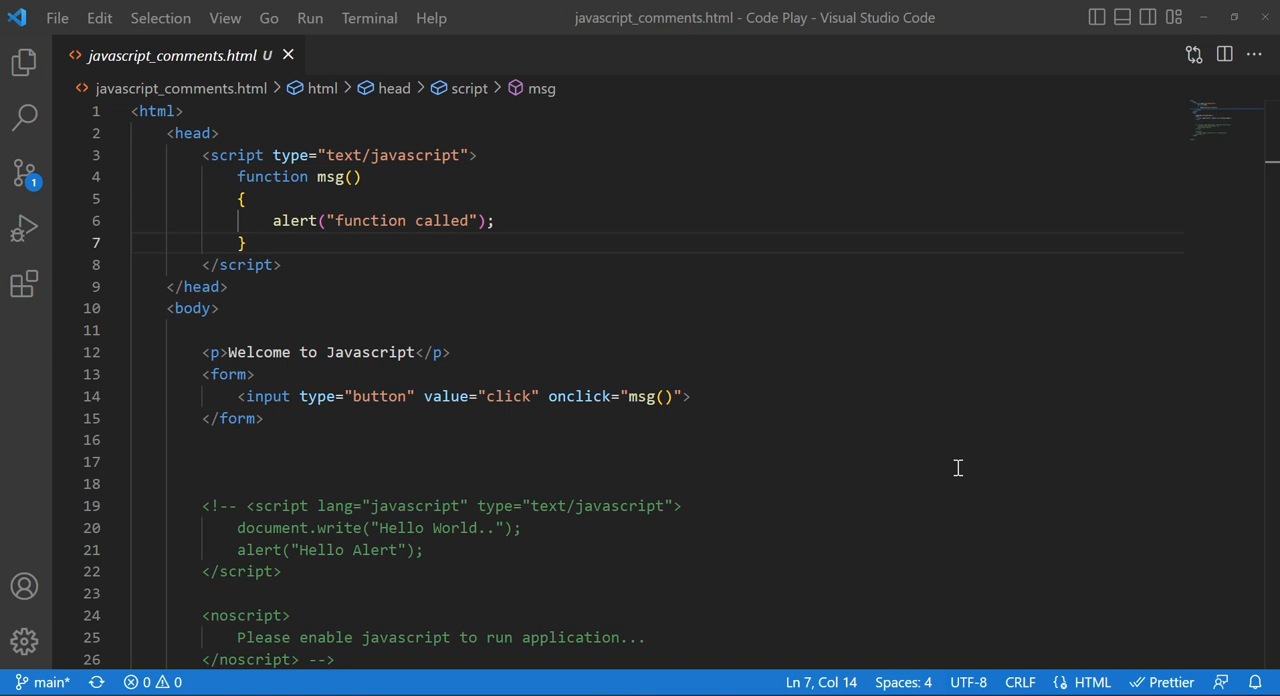 File Edit Selection View Go Run Terminal Help javascript_comments.html - Code Play - Visual Studio Code
<> javascript_comments.html U
<> javascript_comments.html > html > head > script > msg
1 <html>
2 <head>
3 <script type="text/javascript">
4 function msg()
5 {
6 alert("function called");
7 }
8 </script>
9 </head>
10 <body>
11
12 <p>Welcome to Javascript</p>
13 <form>
14 <input type="button" value="click" onclick="msg()">
15 </form>
16
17
18
19 <!-- <script lang="javascript" type="text/javascript">
20 document.write("Hello World..");
21 alert("Hello Alert");
22 </script>
23
24 <noscript>
25 Please enable javascript to run application...
26 </noscript> -->
1
main* 0 0 Ln 7, Col 14 Spaces: 4 UTF-8 CRLF {} HTML Prettier